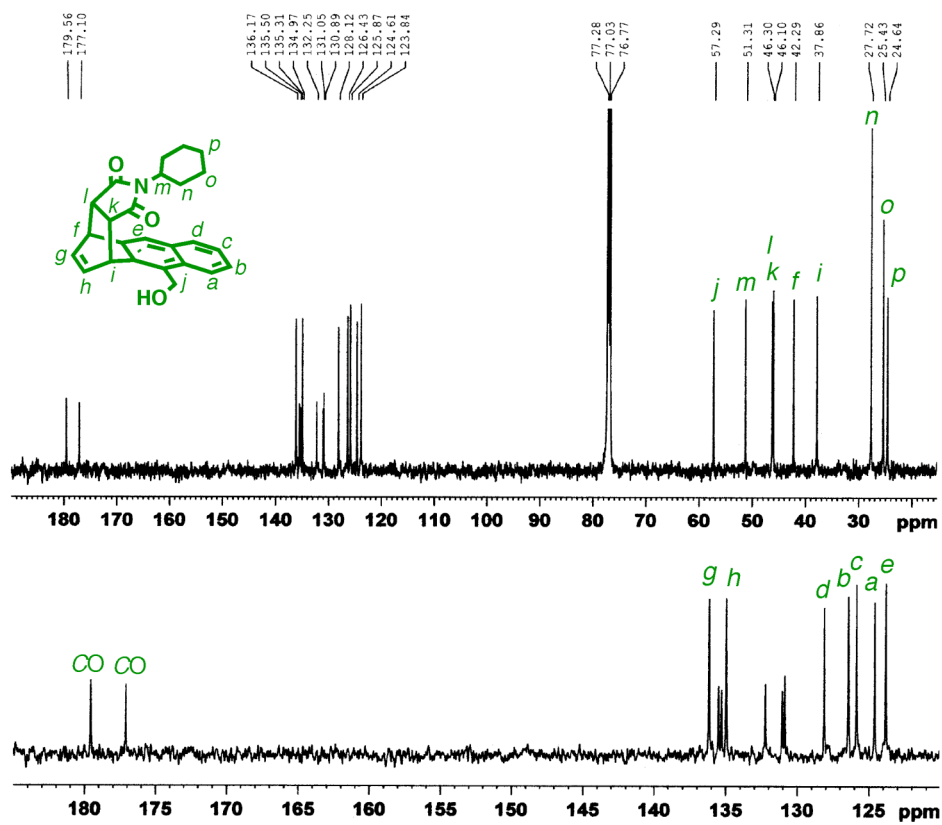 179.56 177.10 136.17 135.50 135.31 134.97 132.25 131.05 130.89 128.12 126.43 125.87 124.61 123.84 77.28 77.03 76.77 57.29 51.31 46.30 46.10 42.29 37.86 27.72 25.43 24.64
n
O N p
m o
l k n
O
f e d
g c
h i j b
HO a
o
l
j m k f i p
180 170 160 150 140 130 120 110 100 90 80 70 60 50 40 30 ppm
g h d b c a e
CO CO
180 175 170 165 160 155 150 145 140 135 130 125 ppm